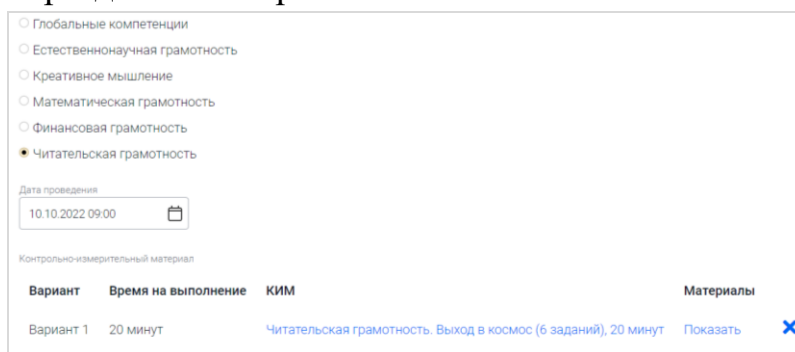 Глобальные компетенции
Естественнонаучная грамотность
Креативное мышление
Математическая грамотность
Финансовая грамотность
Читательская грамотность
Дата проведения
10.10.2022 09:00
Контрольно-измерительный материал
Вариант Время на выполнение КИМ Материалы
Вариант 1 20 минут Читательская грамотность. Выход в космос (6 заданий), 20 минут Показать